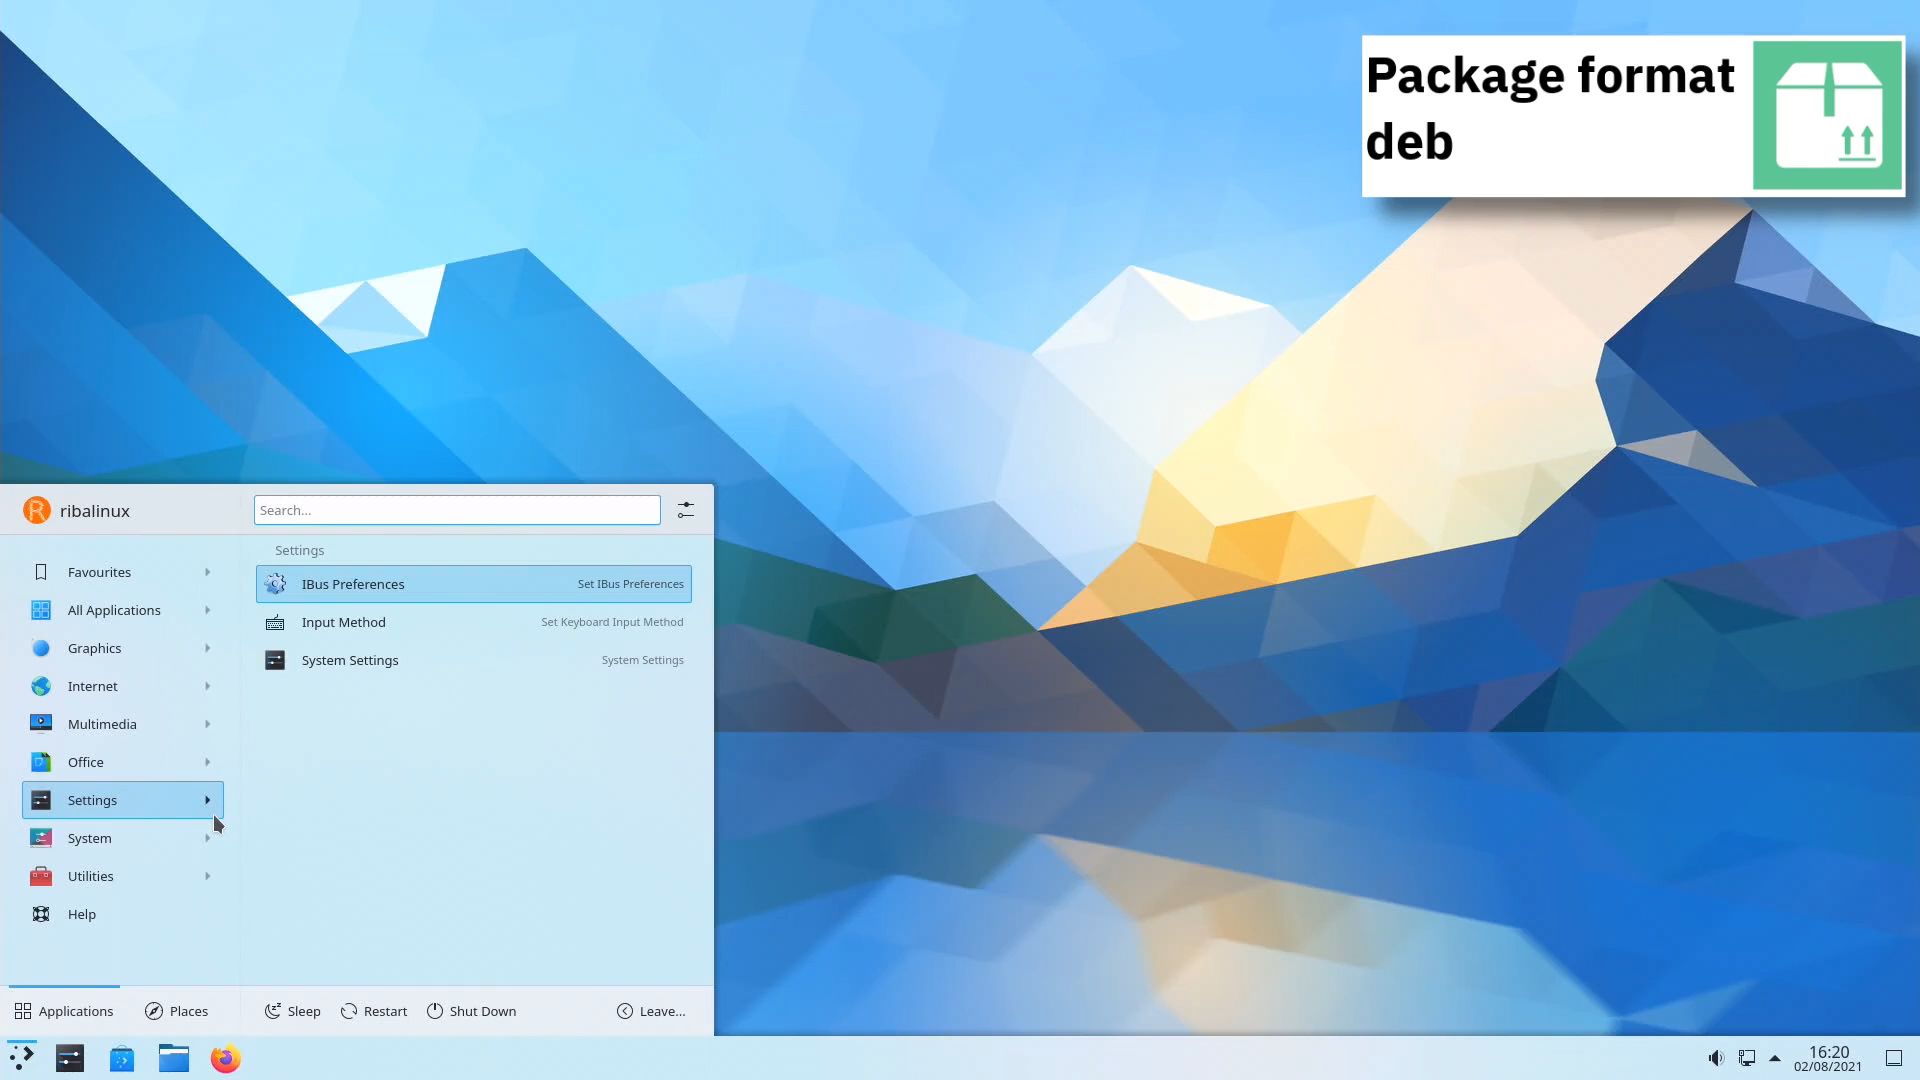 Package format
deb
ribalinux
Search...
Settings
Favourites
IBus Preferences Set IBus Preferences
All Applications
Input Method Set Keyboard Input Method
Graphics
System Settings System Settings
Internet
Multimedia
Office
Settings
System
Utilities
Help
Applications Places Sleep Restart Shut Down Leave...
16:20
02/08/2021